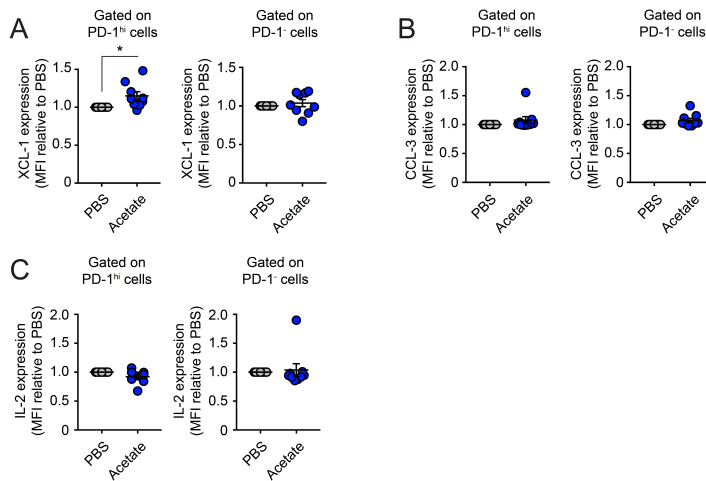 A
Gated on
PD-1ʰⁱ cells
*
XCL-1 expression
(MFI relative to PBS)
1.5
1.0
0.5
0
PBS
Acetate
Gated on
PD-1⁻ cells
XCL-1 expression
(MFI relative to PBS)
1.5
1.0
0.5
0
PBS
Acetate
B
Gated on
PD-1ʰⁱ cells
CCL-3 expression
(MFI relative to PBS)
2.0
1.5
1.0
0.5
0
PBS
Acetate
Gated on
PD-1⁻ cells
CCL-3 expression
(MFI relative to PBS)
2.0
1.5
1.0
0.5
0
PBS
Acetate
C
Gated on
PD-1ʰⁱ cells
IL-2 expression
(MFI relative to PBS)
2.0
1.5
1.0
0.5
0
PBS
Acetate
Gated on
PD-1⁻ cells
IL-2 expression
(MFI relative to PBS)
2.0
1.5
1.0
0.5
0
PBS
Acetate